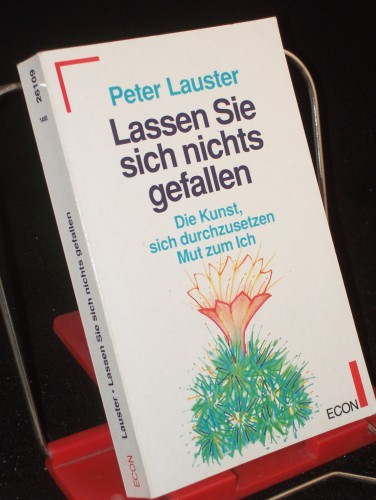 Peter Lauster
Lassen Sie
sich nichts
gefallen
Die Kunst,
sich durchzusetzen
Mut zum Ich
ECON
26109
Lauster · Lassen Sie sich nichts gefallen
ECON